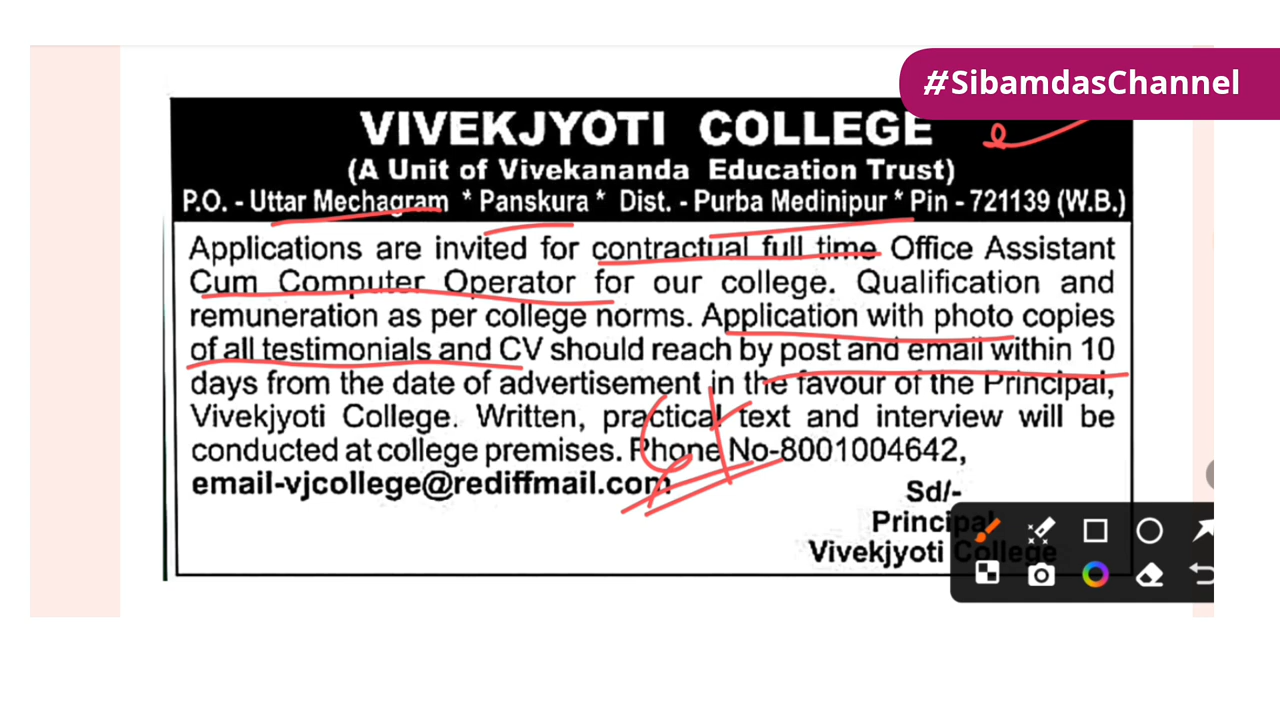 #SibamdasChannel
VIVEKJYOTI COLLEGE
(A Unit of Vivekananda Education Trust)
P.O. - Uttar Mechagram * Panskura * Dist. - Purba Medinipur * Pin - 721139 (W.B.)
Applications are invited for contractual full time Office Assistant
Cum Computer Operator for our college. Qualification and
remuneration as per college norms. Application with photo copies
of all testimonials and CV should reach by post and email within 10
days from the date of advertisement in the favour of the Principal,
Vivekjyoti College. Written, practical text and interview will be
conducted at college premises. Phone No-8001004642,
email-vjcollege@rediffmail.com
Sd/-
Principal
Vivekjyoti College